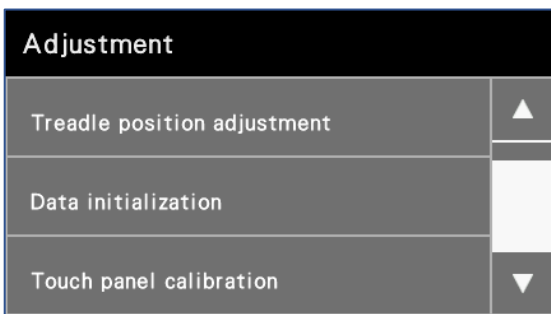 Adjustment
Treadle position adjustment
Data initialization
Touch panel calibration